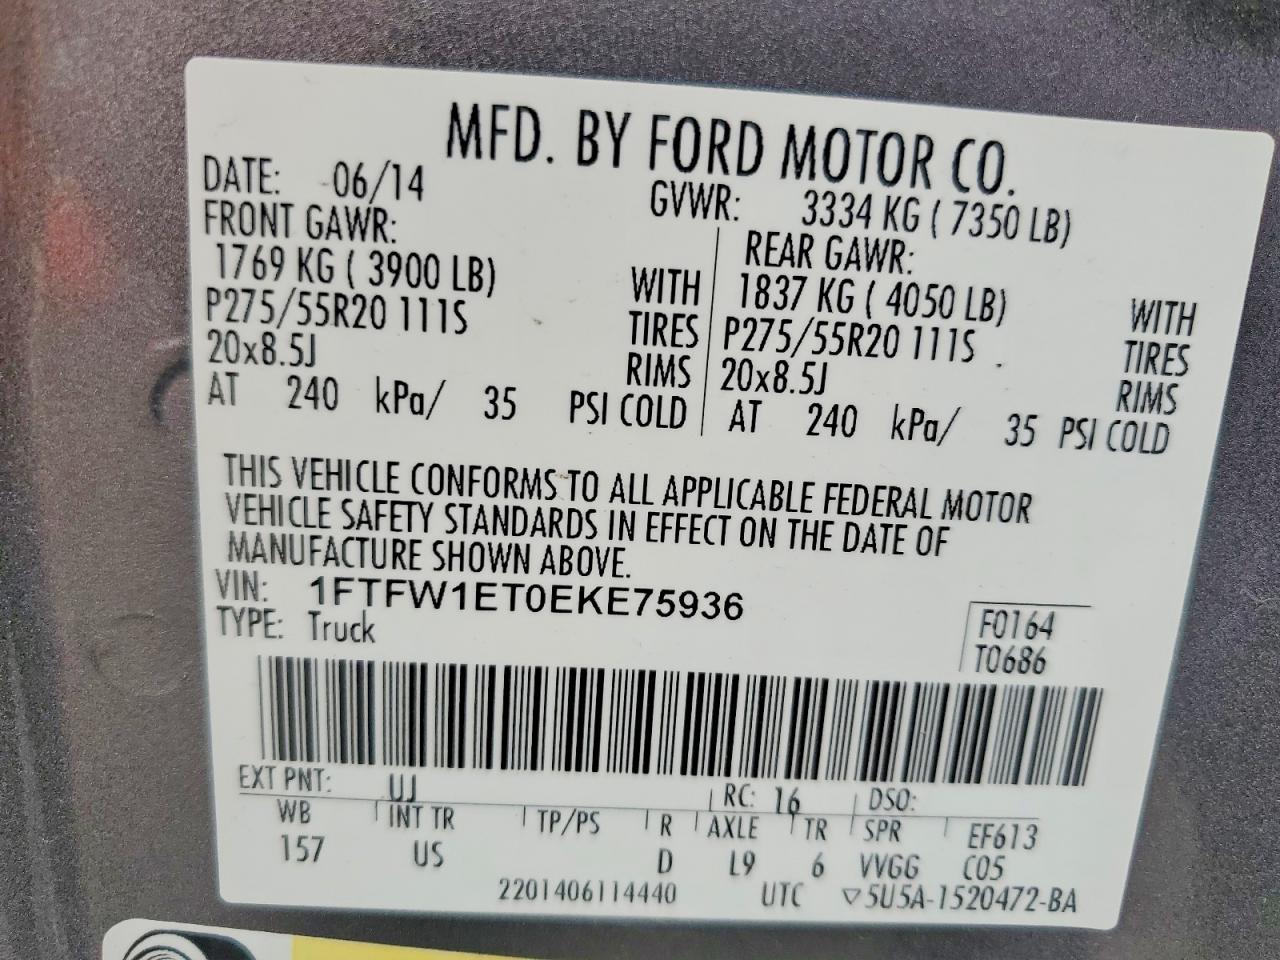 MFD. BY FORD MOTOR CO.
DATE: 06/14 GVWR: 3334 KG ( 7350 LB)
FRONT GAWR: REAR GAWR:
1769 KG ( 3900 LB) WITH 1837 KG ( 4050 LB) WITH
P275/55R20 111S TIRES P275/55R20 111S TIRES
20x8.5J RIMS 20x8.5J RIMS
AT 240 kPa/ 35 PSI COLD AT 240 kPa/ 35 PSI COLD
THIS VEHICLE CONFORMS TO ALL APPLICABLE FEDERAL MOTOR
VEHICLE SAFETY STANDARDS IN EFFECT ON THE DATE OF
MANUFACTURE SHOWN ABOVE.
VIN: 1FTFW1ET0EKE75936
TYPE: Truck F0164
T0686
EXT PNT: UJ RC: 16 DSO:
WB INT TR TP/PS R AXLE TR SPR EF613
157 US D L9 6 VVGG C05
2201406114440 UTC ▽5U5A-1520472-BA